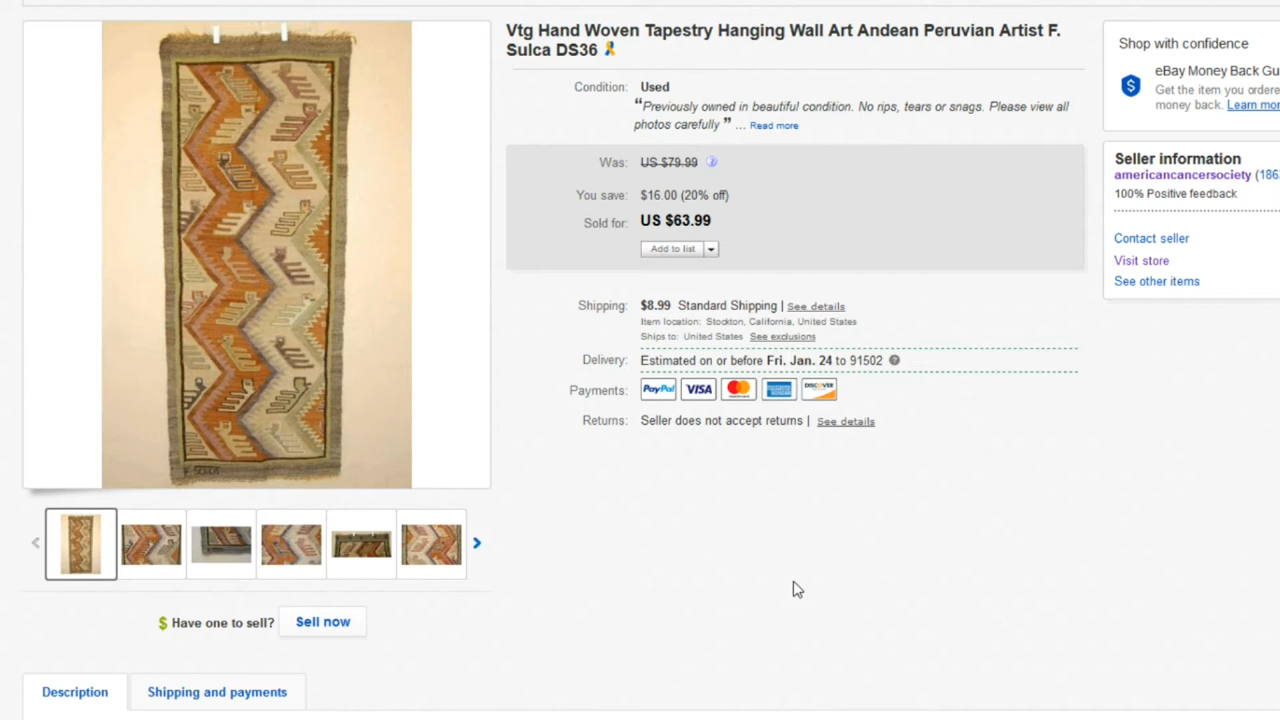 Vtg Hand Woven Tapestry Hanging Wall Art Andean Peruvian Artist F.
Sulca DS36
Condition: Used
“Previously owned in beautiful condition. No rips, tears or snags. Please view all
photos carefully ” ... Read more
Was: US $79.99
You save: $16.00 (20% off)
Sold for: US $63.99
Add to list
Shipping: $8.99 Standard Shipping | See details
Item location: Stockton, California, United States
Ships to: United States See exclusions
Delivery: Estimated on or before Fri. Jan. 24 to 91502
Payments: PayPal VISA MasterCard AMERICAN EXPRESS DISCOVER
Returns: Seller does not accept returns | See details
Shop with confidence
eBay Money Back Gu
Get the item you ordere
money back. Learn mor
Seller information
americancancersociety (186
100% Positive feedback
Contact seller
Visit store
See other items
$ Have one to sell? Sell now
Description
Shipping and payments